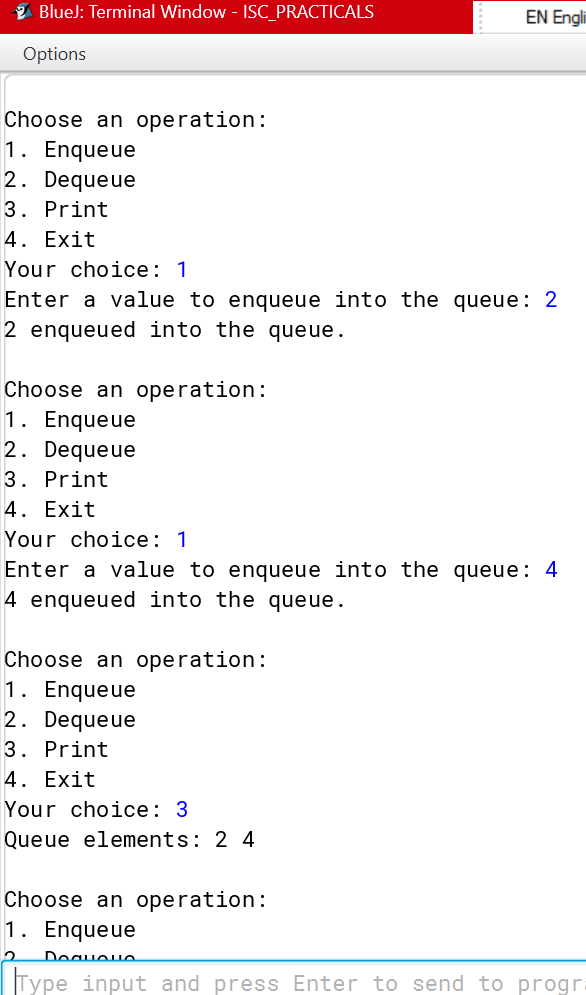 BlueJ: Terminal Window - ISC_PRACTICALS
EN Engli
Options
Choose an operation:
1. Enqueue
2. Dequeue
3. Print
4. Exit
Your choice: 1
Enter a value to enqueue into the queue: 2
2 enqueued into the queue.
Choose an operation:
1. Enqueue
2. Dequeue
3. Print
4. Exit
Your choice: 1
Enter a value to enqueue into the queue: 4
4 enqueued into the queue.
Choose an operation:
1. Enqueue
2. Dequeue
3. Print
4. Exit
Your choice: 3
Queue elements: 2 4
Choose an operation:
1. Enqueue
2. Dequeue
Type input and press Enter to send to progr